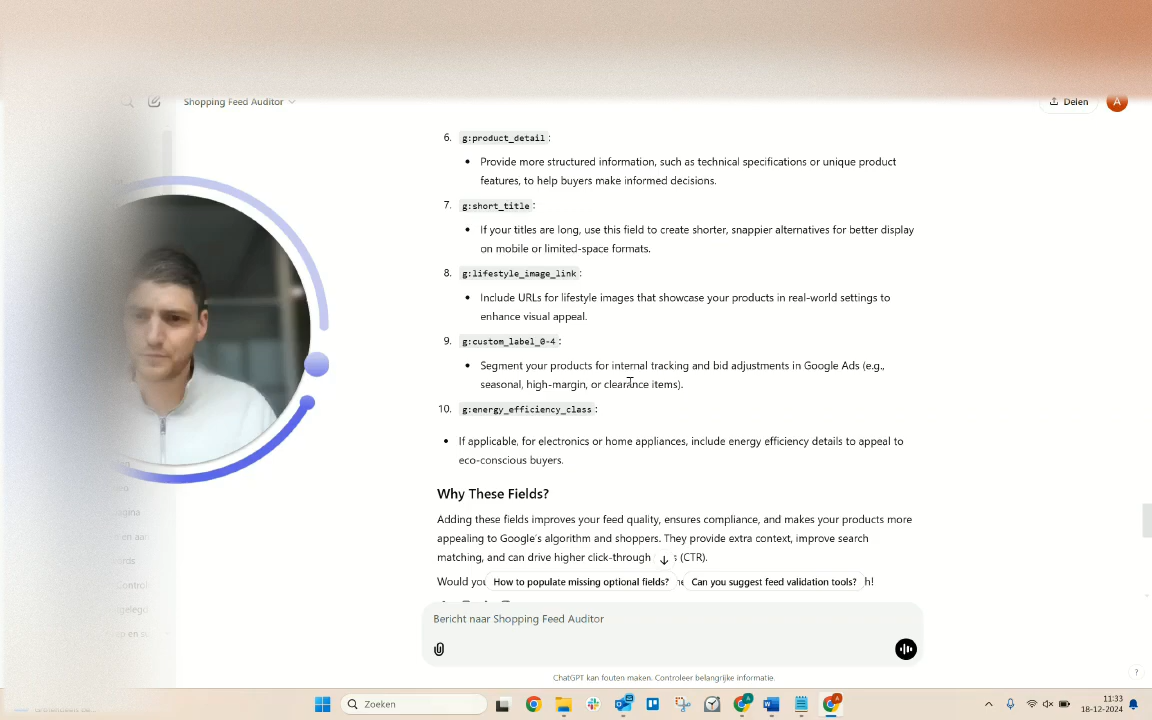 Shopping Feed Auditor
Delen
A
6. g:product_detail:
• Provide more structured information, such as technical specifications or unique product
features, to help buyers make informed decisions.
7. g:short_title:
• If your titles are long, use this field to create shorter, snappier alternatives for better display
on mobile or limited-space formats.
8. g:lifestyle_image_link:
• Include URLs for lifestyle images that showcase your products in real-world settings to
enhance visual appeal.
9. g:custom_label_0-4:
• Segment your products for internal tracking and bid adjustments in Google Ads (e.g.,
seasonal, high-margin, or clearance items).
10. g:energy_efficiency_class:
• If applicable, for electronics or home appliances, include energy efficiency details to appeal to
eco-conscious buyers.
Why These Fields?
Adding these fields improves your feed quality, ensures compliance, and makes your products more
appealing to Google's algorithm and shoppers. They provide extra context, improve search
matching, and can drive higher click-through (CTR).
Would you How to populate missing optional fields? Can you suggest feed validation tools? h!
Bericht naar Shopping Feed Auditor
ChatGPT kan fouten maken. Controleer belangrijke informatie.
?
Zoeken
11:33
18-12-2024